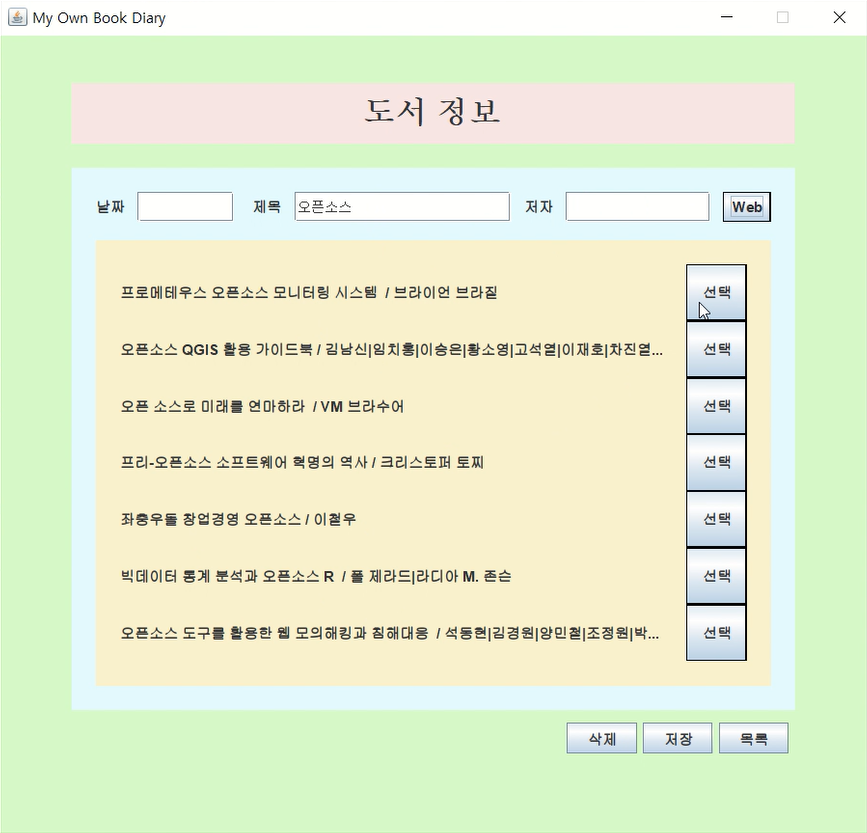 My Own Book Diary
도서 정보
날짜 제목 오픈소스 저자 Web
프로메테우스 오픈소스 모니터링 시스템 / 브라이언 브라질 선택
오픈소스 QGIS 활용 가이드북 / 김남신|임치홍|이승은|황소영|고석열|이재호|차진열... 선택
오픈 소스로 미래를 연마하라 / VM 브라수어 선택
프리-오픈소스 소프트웨어 혁명의 역사 / 크리스토퍼 토찌 선택
좌충우돌 창업경영 오픈소스 / 이철우 선택
빅데이터 통계 분석과 오픈소스 R / 폴 제라드|라디아 M. 존슨 선택
오픈소스 도구를 활용한 웹 모의해킹과 침해대응 / 석동현|김경원|양민철|조정원|박... 선택
삭제 저장 목록